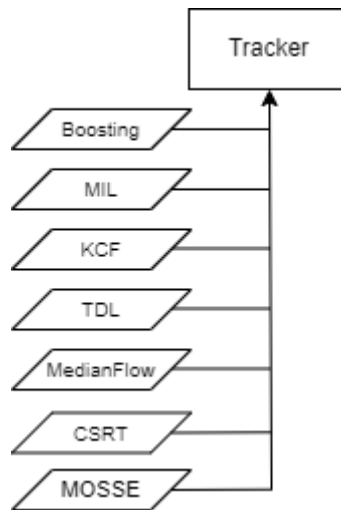 Tracker
Boosting
MIL
KCF
TDL
MedianFlow
CSRT
MOSSE